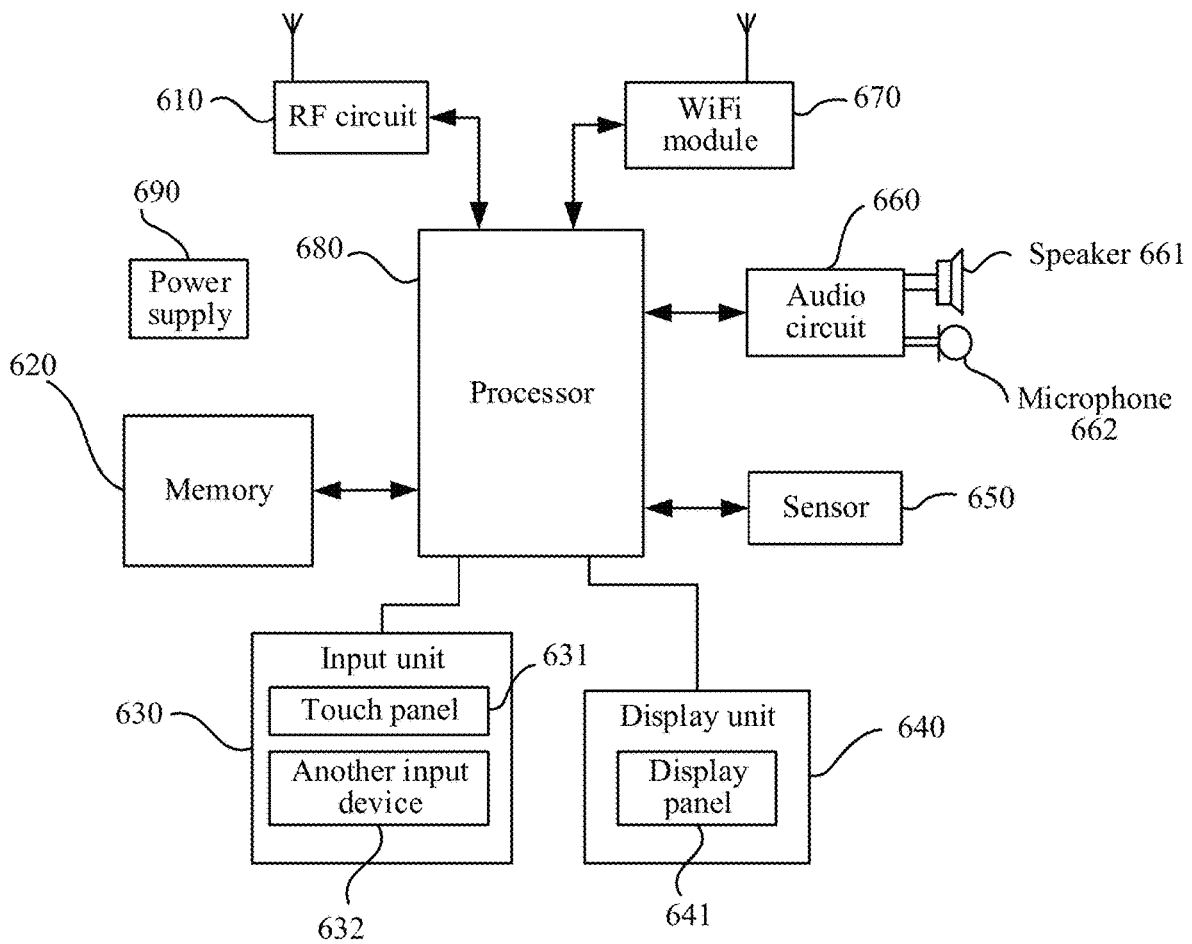 610
RF circuit
WiFi
module
670
690
Power
supply
680
Processor
660
Audio
circuit
Speaker 661
Microphone
662
620
Memory
Sensor
650
Input unit
631
Touch panel
630
Another input
device
632
Display unit
640
Display
panel
641